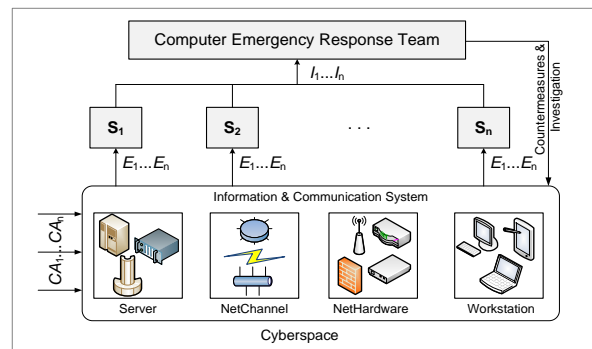 Computer Emergency Response Team
I₁...Iₙ
Countermeasures &
Investigation
S₁
S₂
. . .
Sₙ
E₁...Eₙ
E₁...Eₙ
E₁...Eₙ
Information & Communication System
CA₁...CAₙ
Server
NetChannel
NetHardware
Workstation
Cyberspace